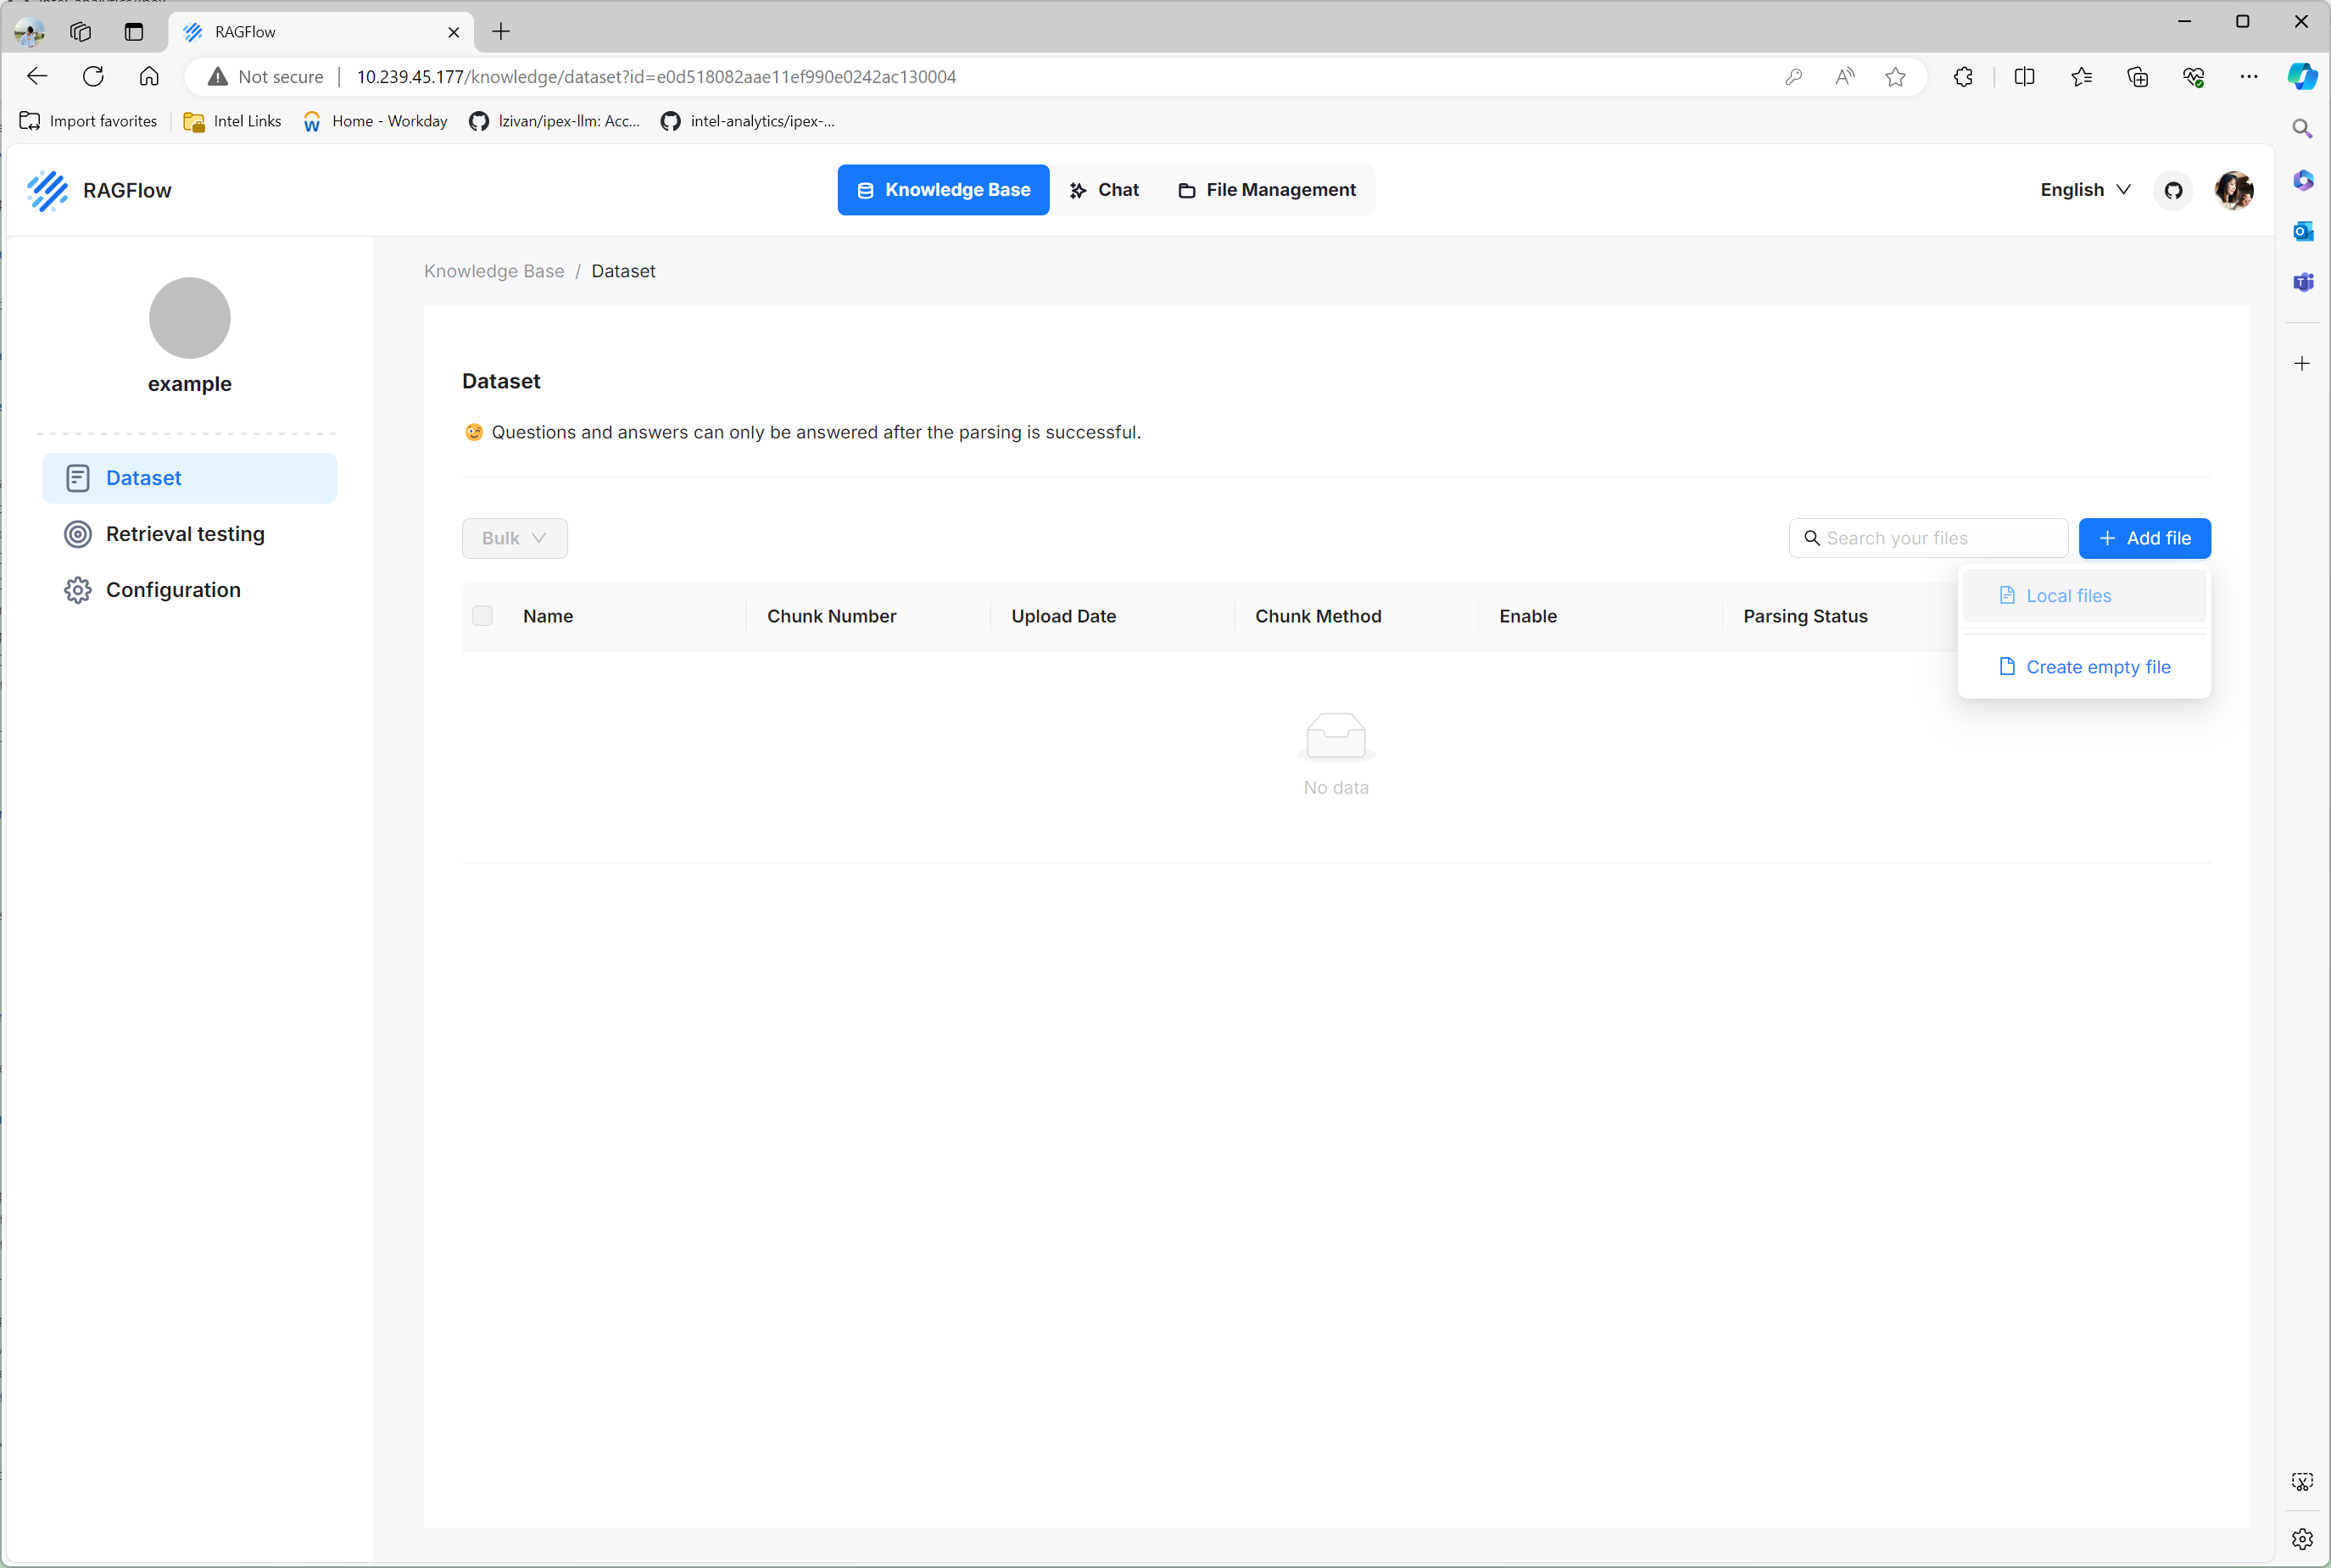 RAGFlow
Not secure
10.239.45.177/knowledge/dataset?id=e0d518082aae11ef990e0242ac130004
Import favorites
Intel Links
Home - Workday
lzivan/ipex-llm: Acc...
intel-analytics/ipex-...
RAGFlow
Knowledge Base
Chat
File Management
English
Knowledge Base / Dataset
example
Dataset
Retrieval testing
Configuration
Dataset
Questions and answers can only be answered after the parsing is successful.
Bulk
Search your files
Add file
Local files
Create empty file
Name
Chunk Number
Upload Date
Chunk Method
Enable
Parsing Status
No data